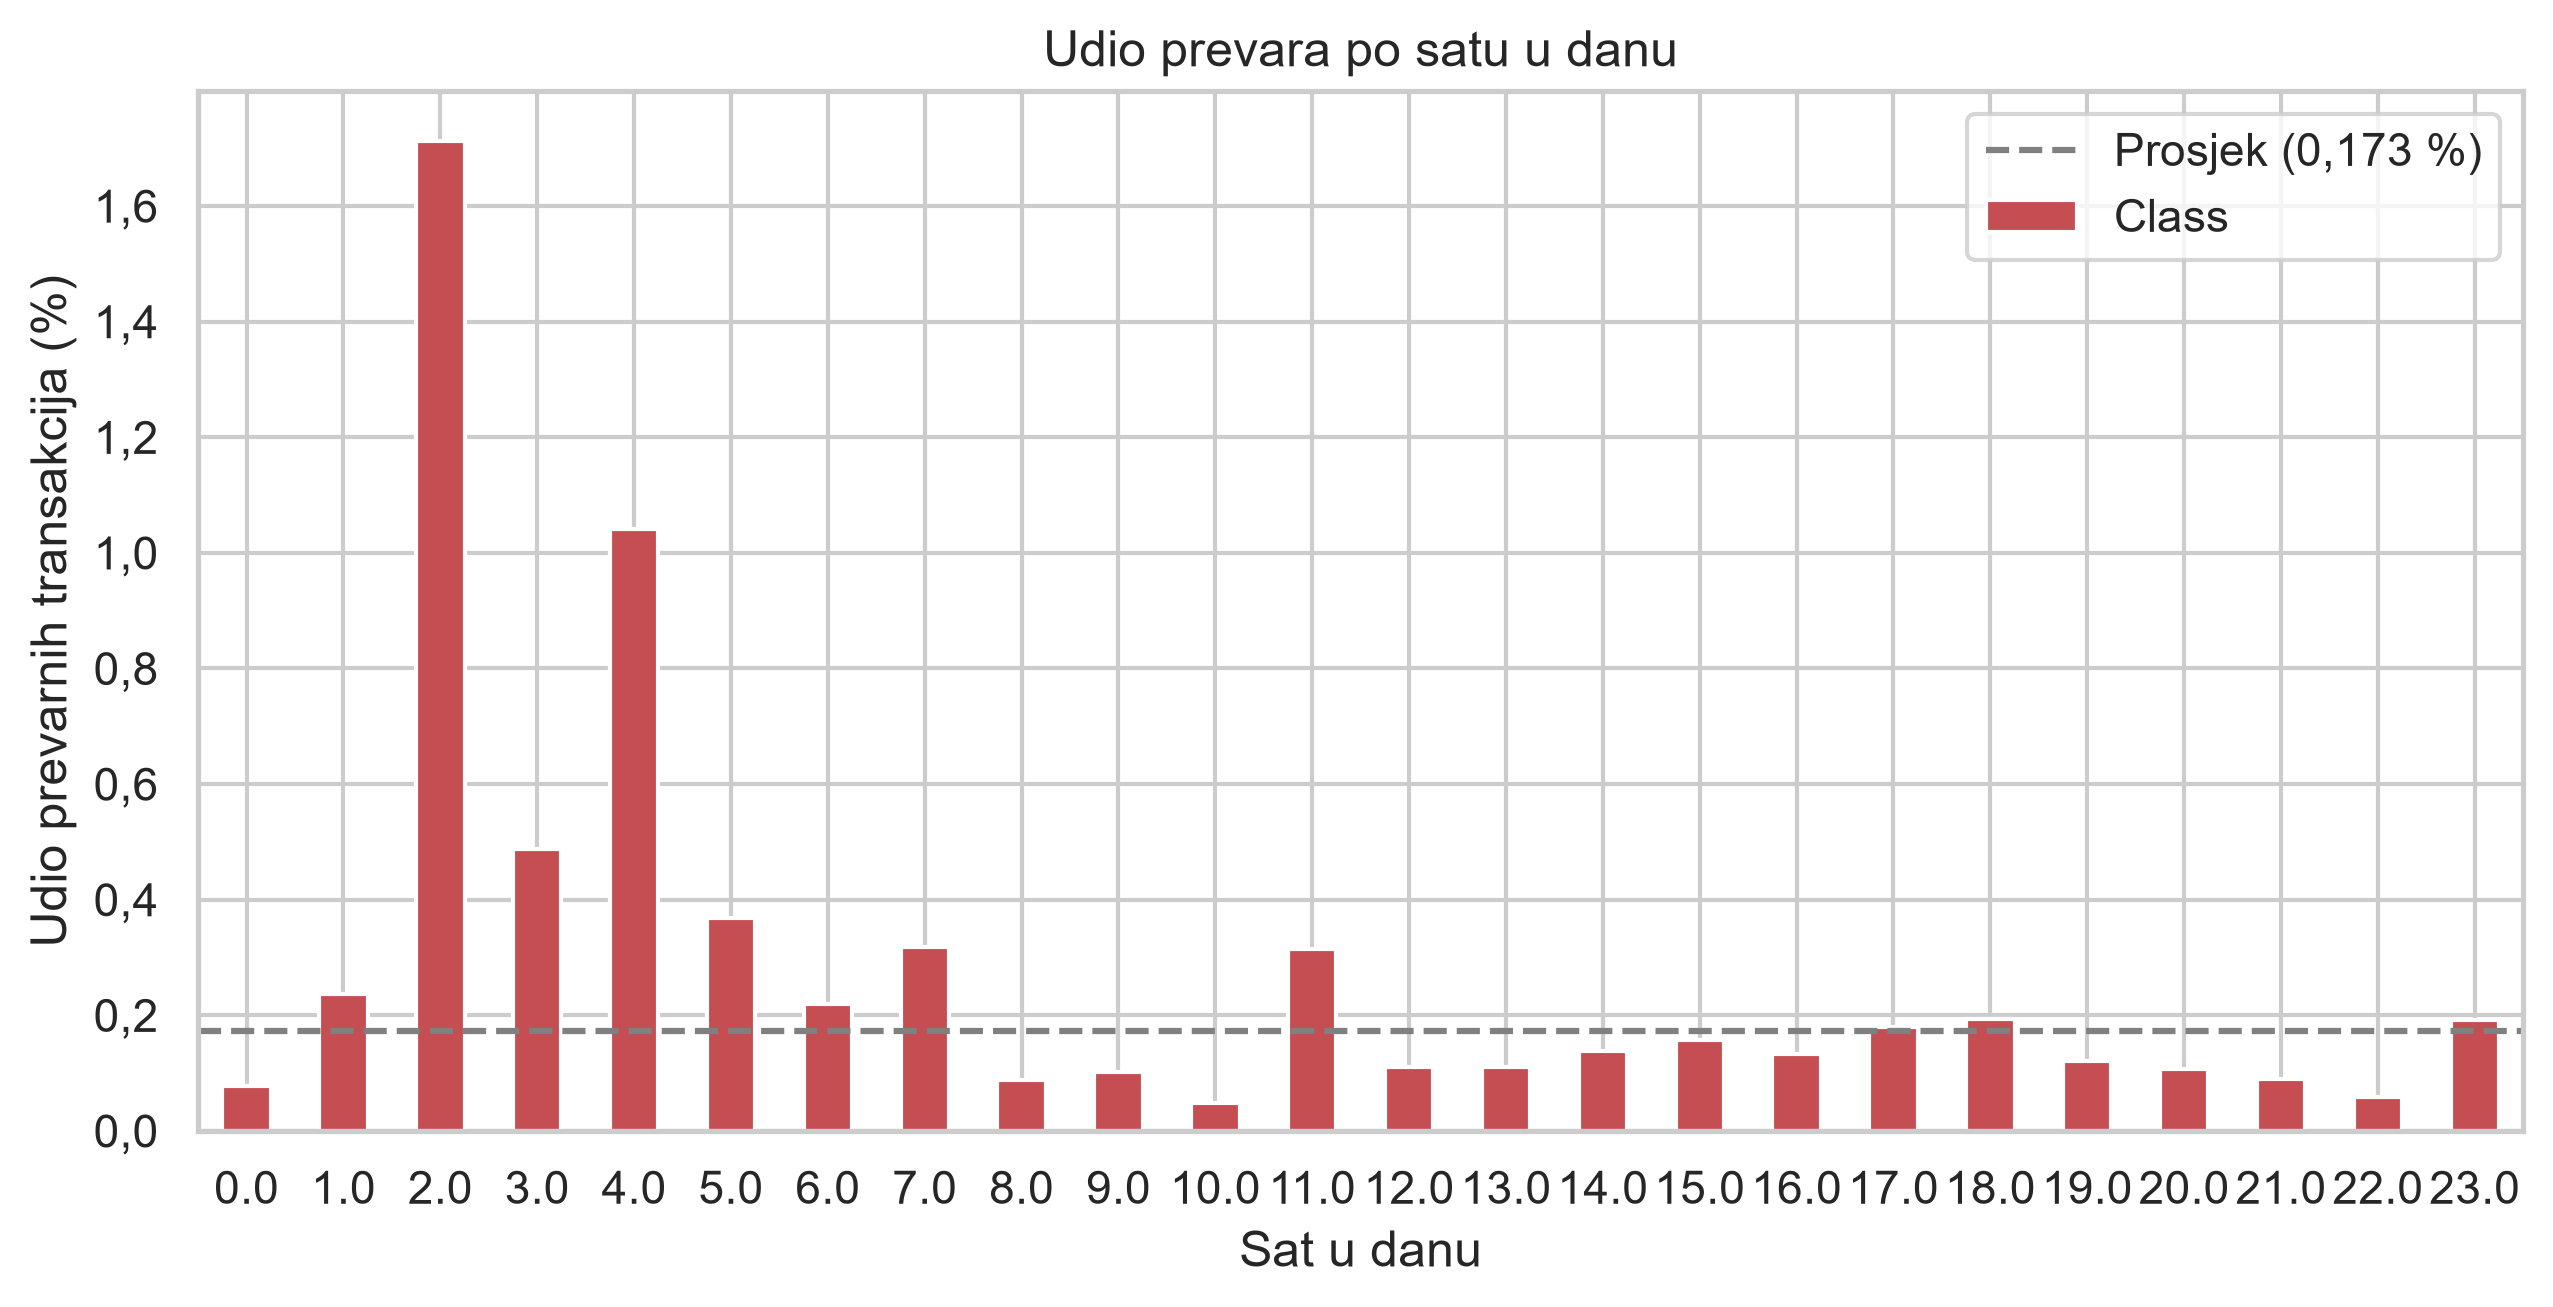 Udio prevara po satu u danu
Prosjek (0,173 %)
Class
Udio prevarnih transakcija (%)
1,6
1,4
1,2
1,0
0,8
0,6
0,4
0,2
0,0
0.0 1.0 2.0 3.0 4.0 5.0 6.0 7.0 8.0 9.0 10.0 11.0 12.0 13.0 14.0 15.0 16.0 17.0 18.0 19.0 20.0 21.0 22.0 23.0
Sat u danu